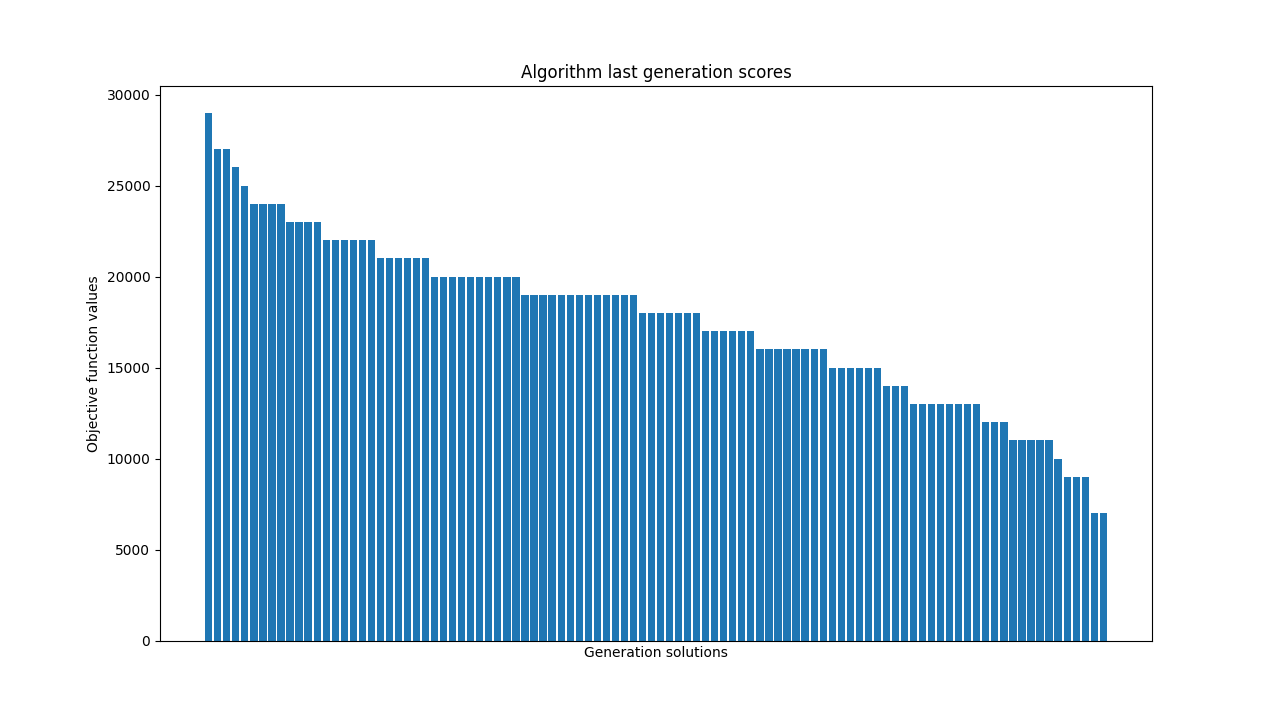 Algorithm last generation scores
30000
25000
20000
15000
10000
5000
0
Objective function values
Generation solutions